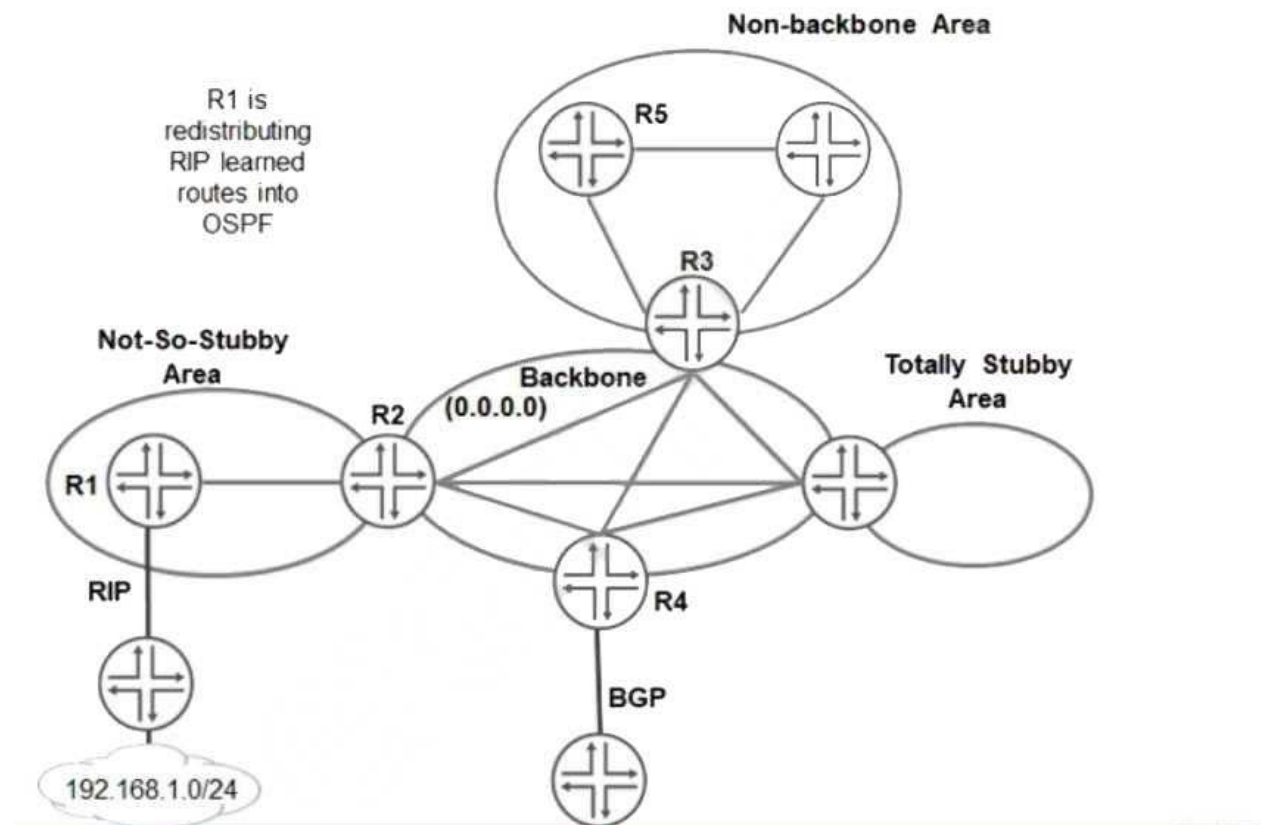 Non-backbone Area
R1 is
redistributing
RIP learned
routes into
OSPF
R5
R3
Not-So-Stubby
Area
Backbone
(0.0.0.0)
Totally Stubby
Area
R2
R1
R4
RIP
BGP
192.168.1.0/24